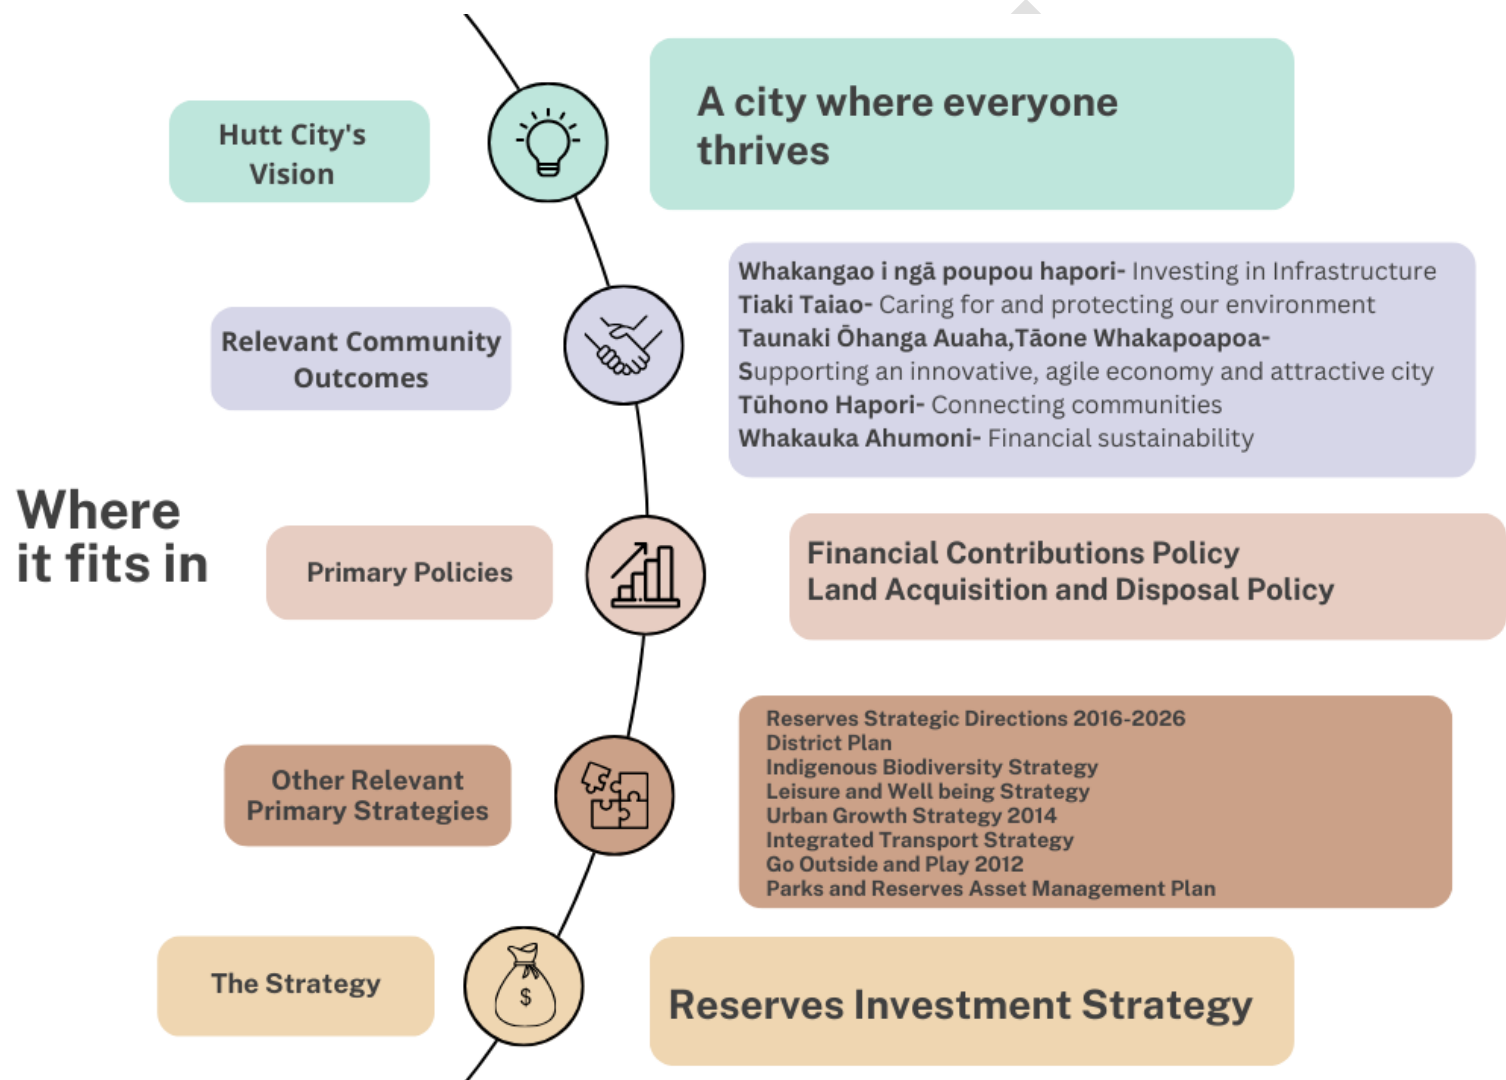 Where
it fits in
Hutt City's
Vision
A city where everyone
thrives
Relevant Community
Outcomes
Whakangao i ngā poupou hapori- Investing in Infrastructure
Tiaki Taiao- Caring for and protecting our environment
Taunaki Ōhanga Auaha,Tāone Whakapoapoa-
Supporting an innovative, agile economy and attractive city
Tūhono Hapori- Connecting communities
Whakauka Ahumoni- Financial sustainability
Primary Policies
Financial Contributions Policy
Land Acquisition and Disposal Policy
Other Relevant
Primary Strategies
Reserves Strategic Directions 2016-2026
District Plan
Indigenous Biodiversity Strategy
Leisure and Well being Strategy
Urban Growth Strategy 2014
Integrated Transport Strategy
Go Outside and Play 2012
Parks and Reserves Asset Management Plan
The Strategy
$
Reserves Investment Strategy